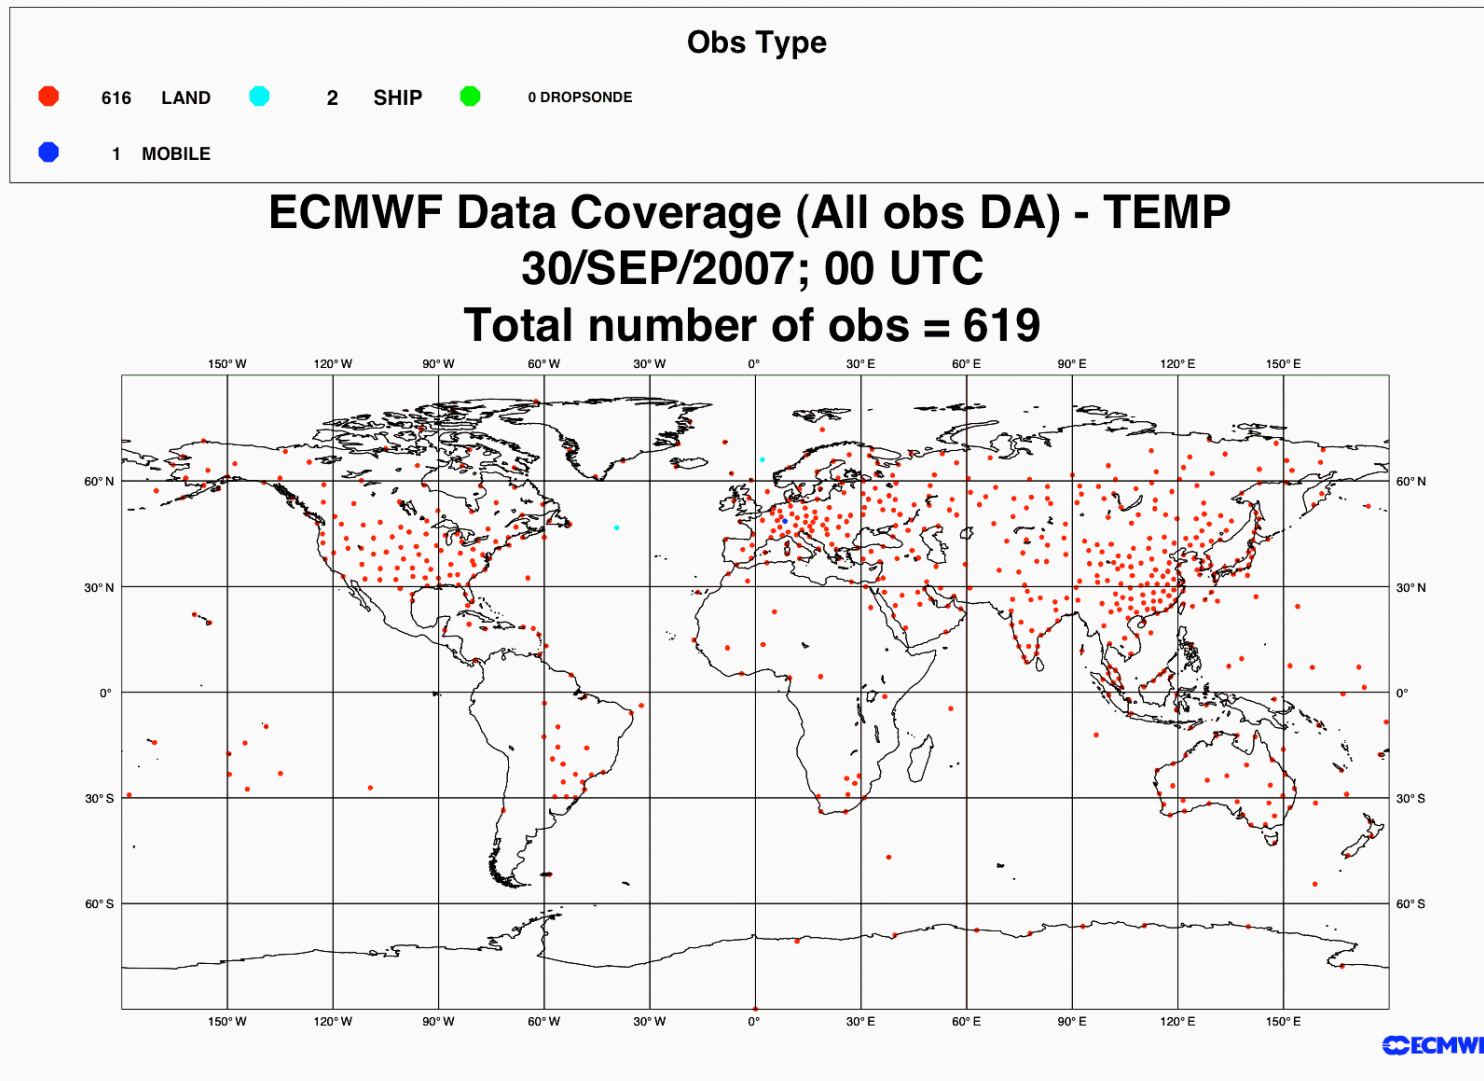 Obs Type
616 LAND 2 SHIP 0 DROPSONDE
1 MOBILE
ECMWF Data Coverage (All obs DA) - TEMP
30/SEP/2007; 00 UTC
Total number of obs = 619
150°W 120°W 90°W 60°W 30°W 0° 30°E 60°E 90°E 120°E 150°E
60°N 60°N
30°N 30°N
0° 0°
30°S 30°S
60°S 60°S
150°W 120°W 90°W 60°W 30°W 0° 30°E 60°E 90°E 120°E 150°E
ECMWF